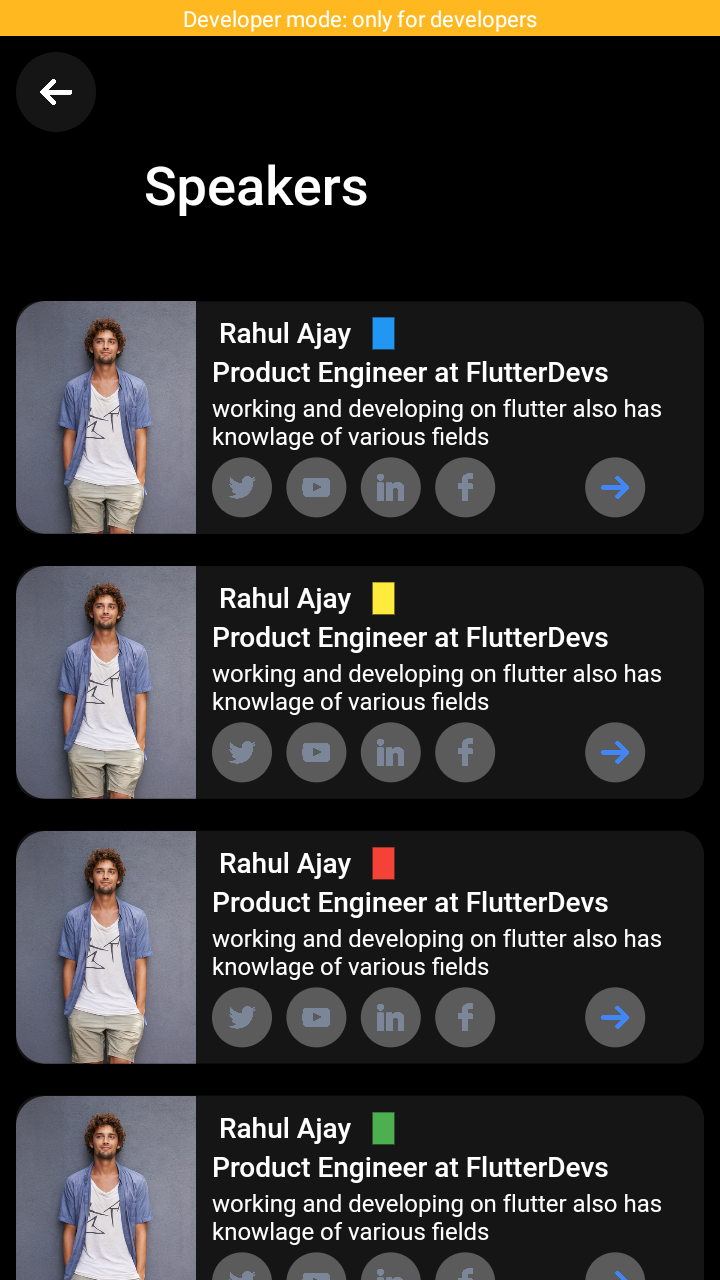 Developer mode: only for developers
Speakers
Rahul Ajay
Product Engineer at FlutterDevs
working and developing on flutter also has
knowlage of various fields
Rahul Ajay
Product Engineer at FlutterDevs
working and developing on flutter also has
knowlage of various fields
Rahul Ajay
Product Engineer at FlutterDevs
working and developing on flutter also has
knowlage of various fields
Rahul Ajay
Product Engineer at FlutterDevs
working and developing on flutter also has
knowlage of various fields